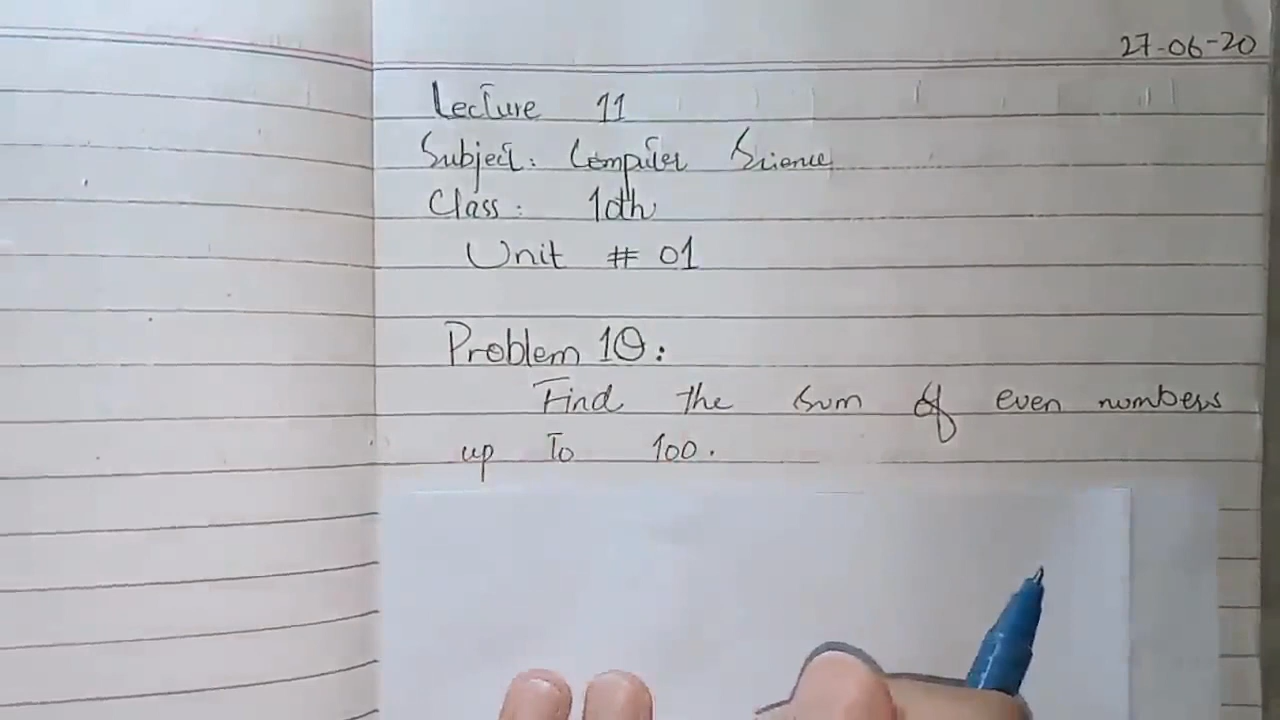 27-06-20
Lecture 11
Subject: Computer Science
Class: 10th
Unit # 01
Problem 10:
Find the sum of even numbers
up to 100.